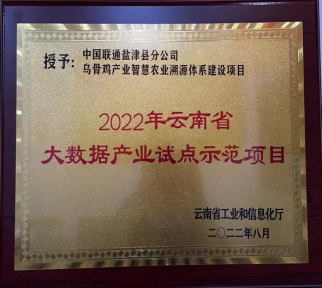 授予：中国联通盐津县分公司
乌骨鸡产业智慧农业溯源体系建设项目
2022年云南省
大数据产业试点示范项目
云南省工业和信息化厅
二〇二二年八月